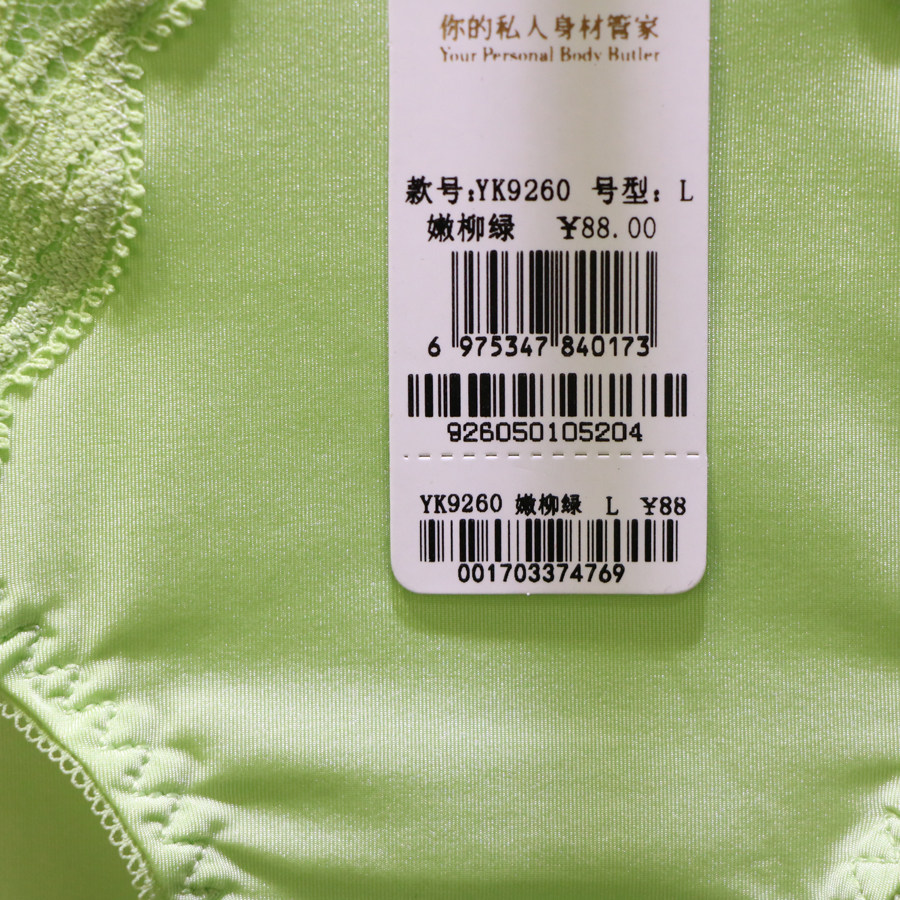 你的私人身材管家
Your Personal Body Butler
款号:YK9260 号型: L
嫩柳绿 ¥88.00
6 975347 840173
926050105204
YK9260 嫩柳绿 L ¥88
001703374769